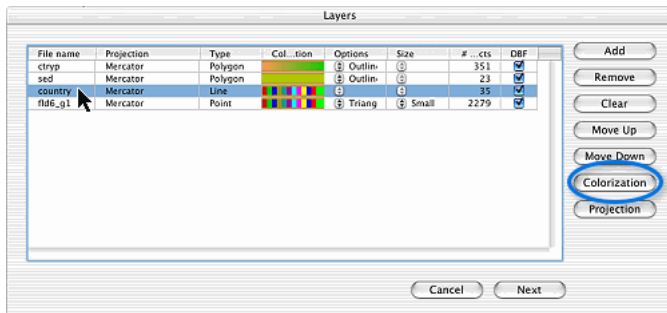 Layers
File name Projection Type Col...tion Options Size # ...cts DBF
ctryp Mercator Polygon Outlin 351
sed Mercator Polygon Outlin 23
country Mercator Line 35
fld6_g1 Mercator Point Triang Small 2279
Add
Remove
Clear
Move Up
Move Down
Colorization
Projection
Cancel Next